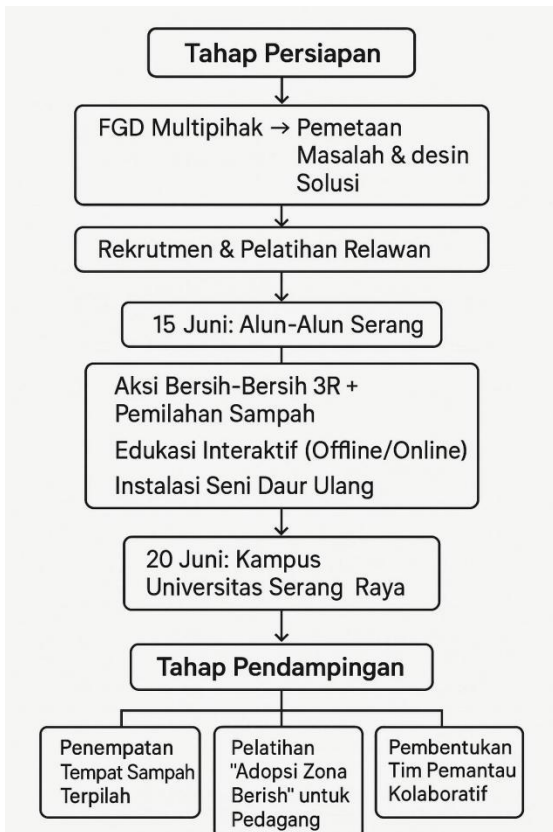 Tahap Persiapan
FGD Multipihak → Pemetaan
Masalah & desin
Solusi
Rekrutmen & Pelatihan Relawan
15 Juni: Alun-Alun Serang
Aksi Bersih-Bersih 3R +
Pemilahan Sampah
Edukasi Interaktif (Offline/Online)
Instalasi Seni Daur Ulang
20 Juni: Kampus
Universitas Serang Raya
Tahap Pendampingan
Penempatan
Tempat Sampah
Terpilah
Pelatihan
"Adopsi Zona
Berish" untuk
Pedagang
Pembentukan
Tim Pemantau
Kolaboratif